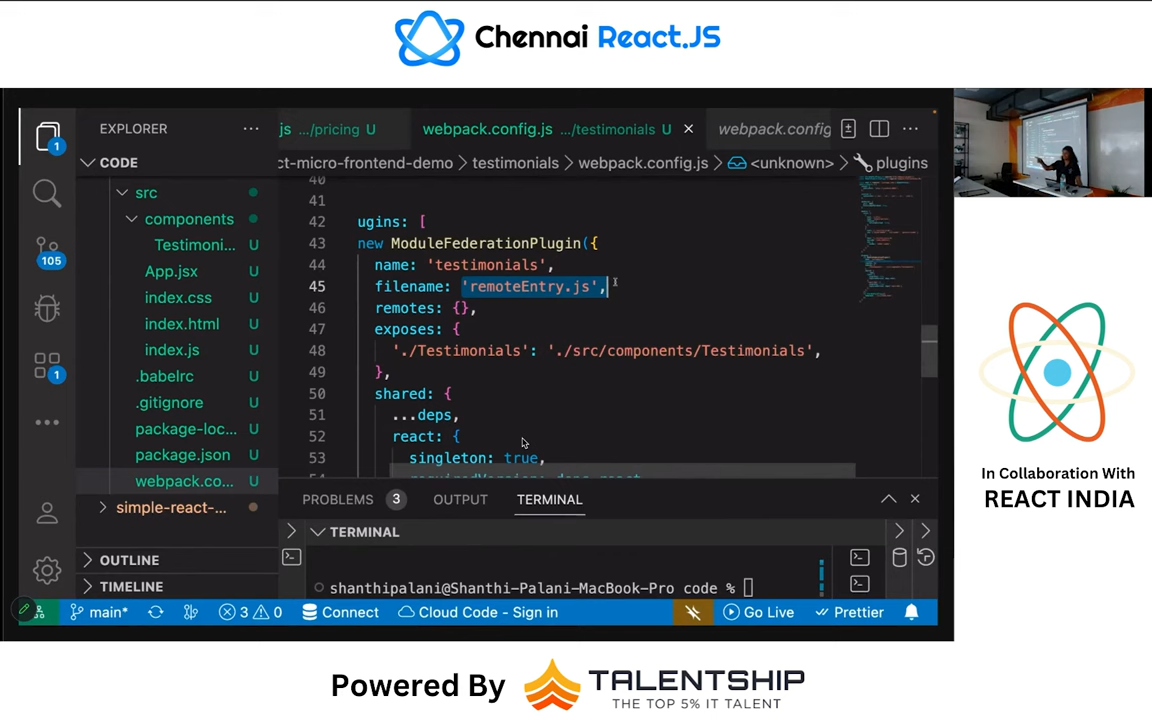 Chennai React.JS
EXPLORER
CODE
src
components
Testimoni... U
App.jsx U
index.css U
index.html U
index.js U
.babelrc U
.gitignore U
package-loc... U
package.json U
webpack.co... U
simple-react-...
OUTLINE
TIMELINE
1
105
1
js .../pricing U
webpack.config.js .../testimonials U
webpack.config
ct-micro-frontend-demo > testimonials > webpack.config.js > <unknown> > plugins
40
41
42 ugins: [
43 new ModuleFederationPlugin({
44 name: 'testimonials',
45 filename: 'remoteEntry.js',
46 remotes: {},
47 exposes: {
48 './Testimonials': './src/components/Testimonials',
49 },
50 shared: {
51 ...deps,
52 react: {
53 singleton: true,
PROBLEMS 3 OUTPUT TERMINAL
TERMINAL
shanthipalani@Shanthi-Palani-MacBook-Pro code %
main* 3 0 Connect Cloud Code - Sign in Go Live Prettier
In Collaboration With
REACT INDIA
Powered By TALENTSHIP
THE TOP 5% IT TALENT